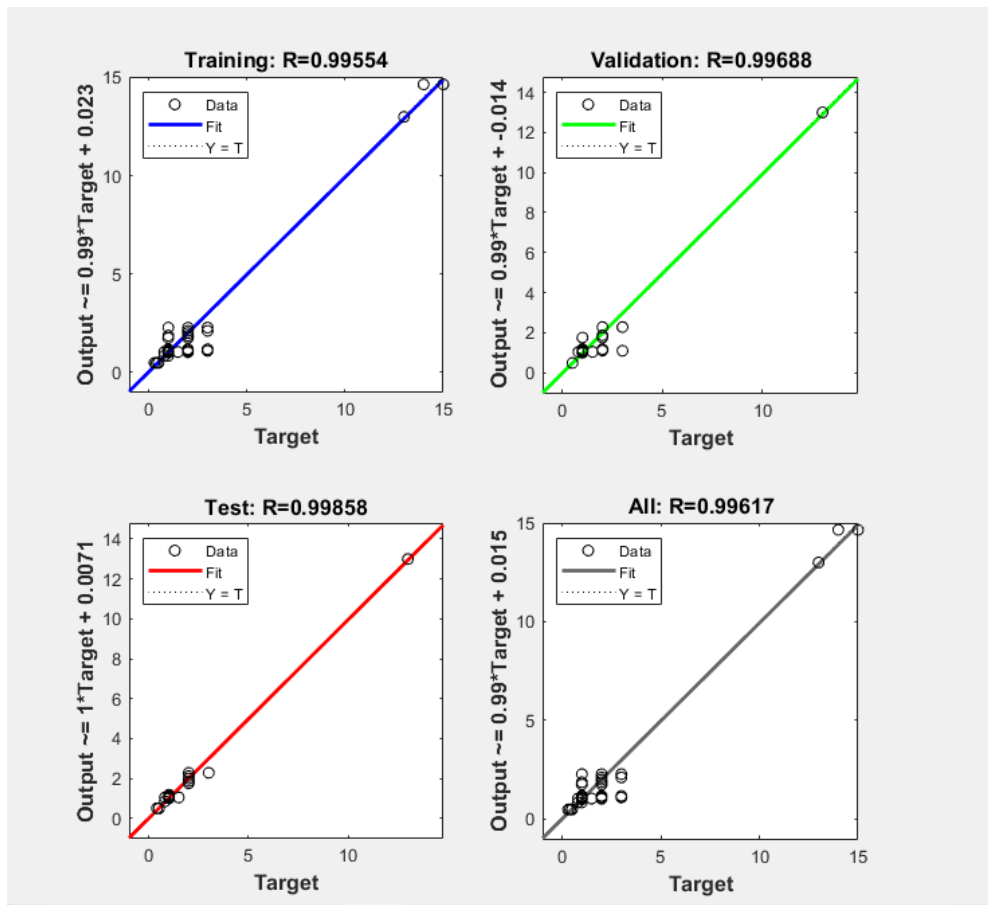 Training: R=0.99554
Output ~= 0.99*Target + 0.023
15
10
5
0
Data
Fit
Y = T
0
5
10
15
Target
Validation: R=0.99688
Output ~= 0.99*Target + -0.014
14
12
10
8
6
4
2
0
Data
Fit
Y = T
0
5
10
Target
Test: R=0.99858
Output ~= 1*Target + 0.0071
14
12
10
8
6
4
2
0
Data
Fit
Y = T
0
5
10
Target
All: R=0.99617
Output ~= 0.99*Target + 0.015
15
10
5
0
Data
Fit
Y = T
0
5
10
15
Target